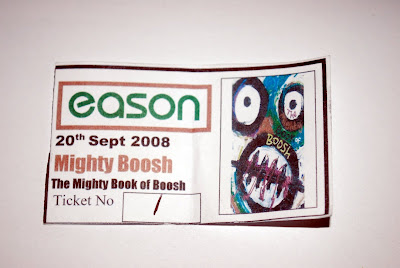 eason
20th Sept 2008
Mighty Boosh
The Mighty Book of Boosh
Ticket No 1
BOOSH